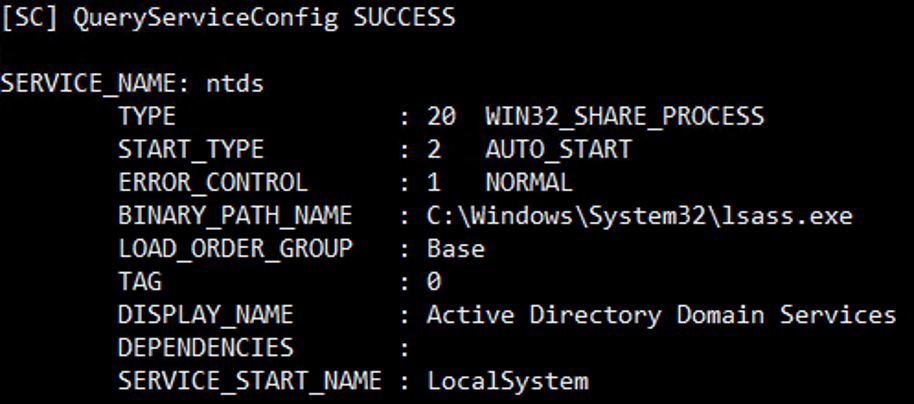 [SC] QueryServiceConfig SUCCESS
SERVICE_NAME: ntds
TYPE : 20 WIN32_SHARE_PROCESS
START_TYPE : 2 AUTO_START
ERROR_CONTROL : 1 NORMAL
BINARY_PATH_NAME : C:\Windows\System32\lsass.exe
LOAD_ORDER_GROUP : Base
TAG : 0
DISPLAY_NAME : Active Directory Domain Services
DEPENDENCIES :
SERVICE_START_NAME : LocalSystem